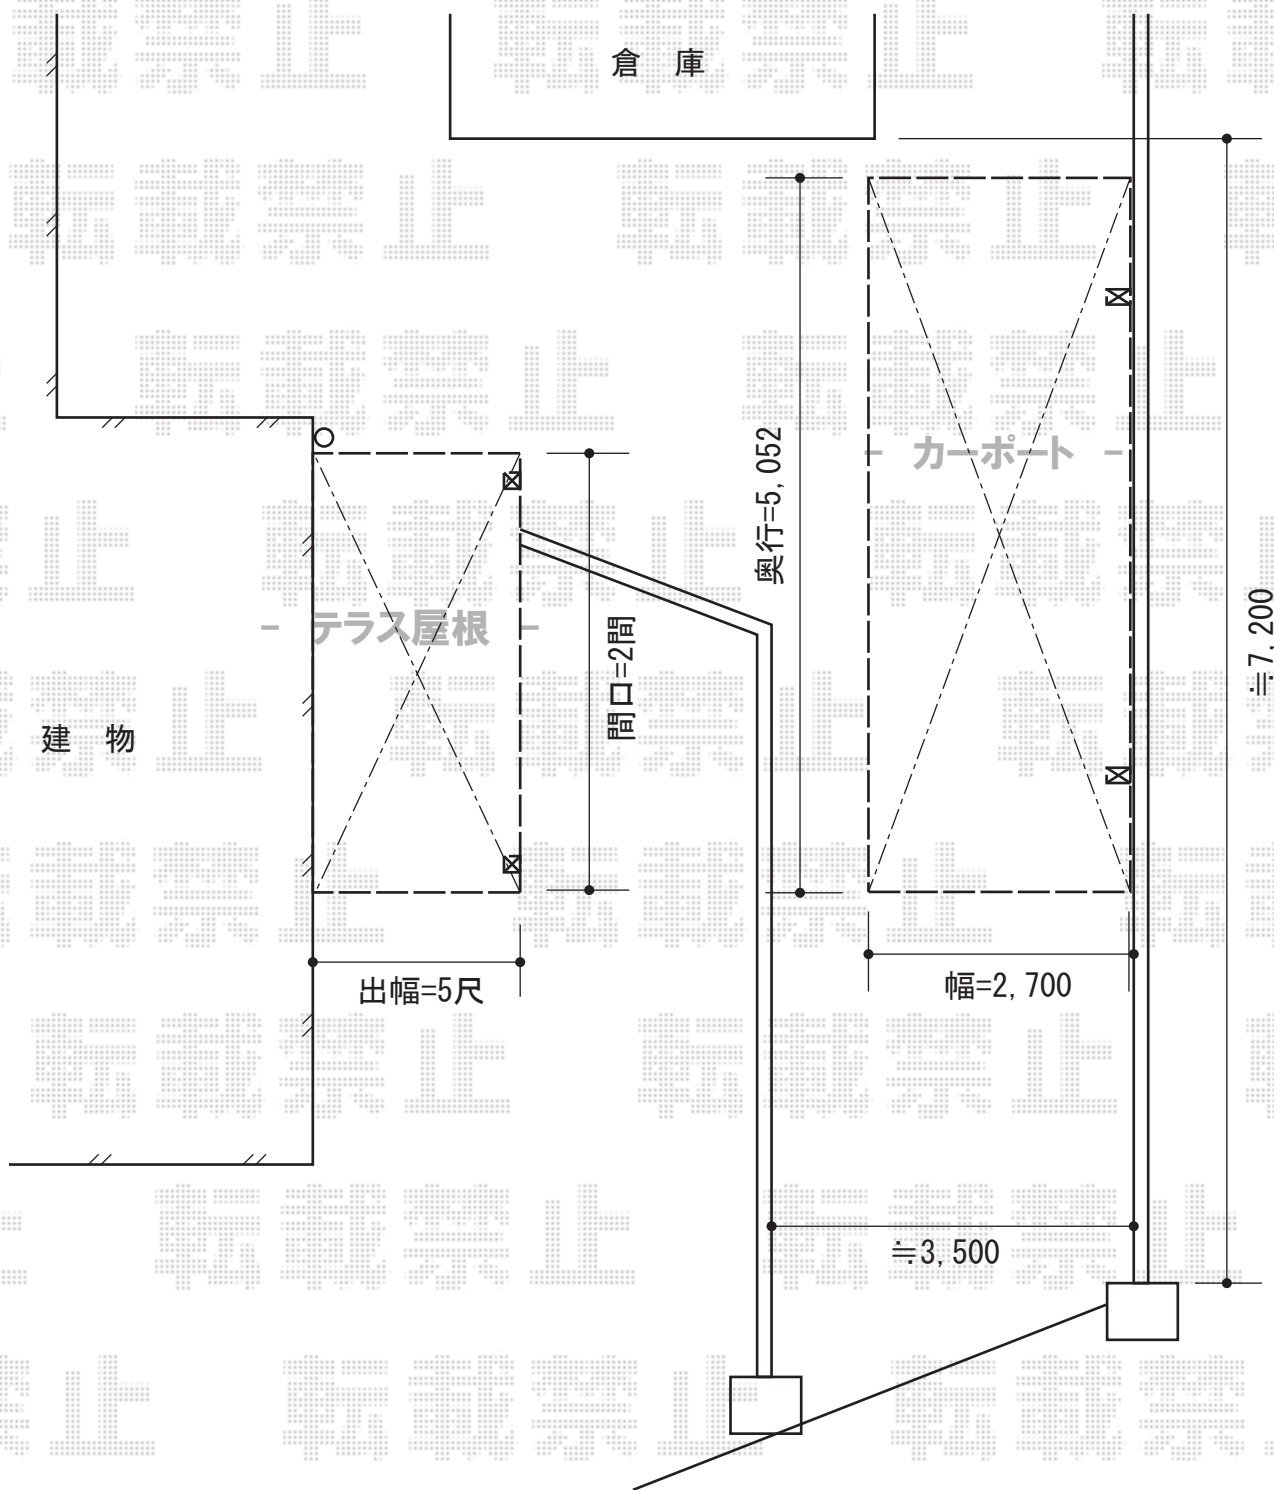 倉 庫
- カーポート -
奥行=5,052
≒7,200
- テラス屋根 -
間口=2間
建 物
出幅=5尺
幅=2,700
≒3,500
転載禁止